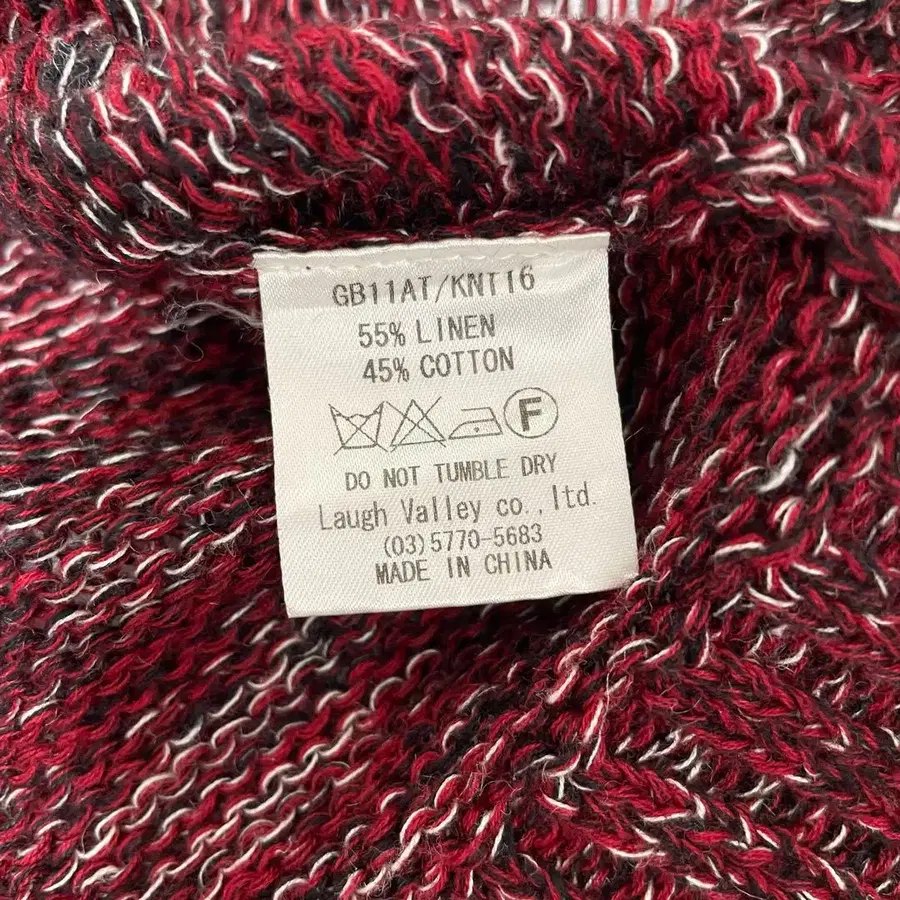 GB11AT/KNT16
55% LINEN
45% COTTON
F
DO NOT TUMBLE DRY
Laugh Valley co.,ltd.
(03)5770-5683
MADE IN CHINA